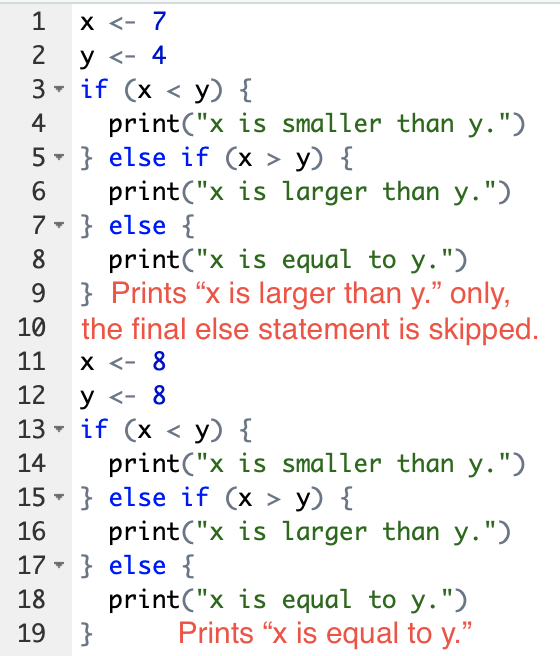 1 x <- 7
2 y <- 4
3 if (x < y) {
4   print("x is smaller than y.")
5 } else if (x > y) {
6   print("x is larger than y.")
7 } else {
8   print("x is equal to y.")
9 } Prints “x is larger than y.” only,
10 the final else statement is skipped.
11 x <- 8
12 y <- 8
13 if (x < y) {
14   print("x is smaller than y.")
15 } else if (x > y) {
16   print("x is larger than y.")
17 } else {
18   print("x is equal to y.")
19 } Prints “x is equal to y.”